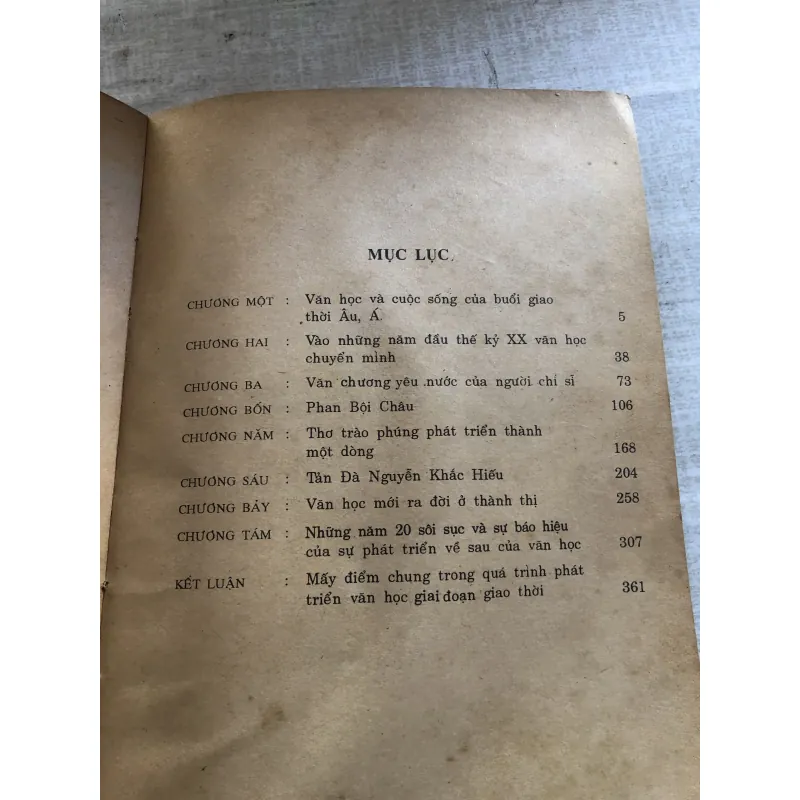 MỤC LỤC
CHƯƠNG MỘT : Văn học và cuộc sống của buổi giao
thời Âu, Á. 5
CHƯƠNG HAI : Vào những năm đầu thế kỷ XX văn học
chuyển mình 38
CHƯƠNG BA : Văn chương yêu nước của người chí sĩ 73
CHƯƠNG BỐN : Phan Bội Châu 106
CHƯƠNG NĂM : Thơ trào phúng phát triển thành
một dòng 168
CHƯƠNG SÁU : Tản Đà Nguyễn Khắc Hiếu 204
CHƯƠNG BẢY : Văn học mới ra đời ở thành thị 258
CHƯƠNG TÁM : Những năm 20 sôi sục và sự báo hiệu
của sự phát triển về sau của văn học 307
KẾT LUẬN : Mấy điểm chung trong quá trình phát
triển văn học giai đoạn giao thời 361